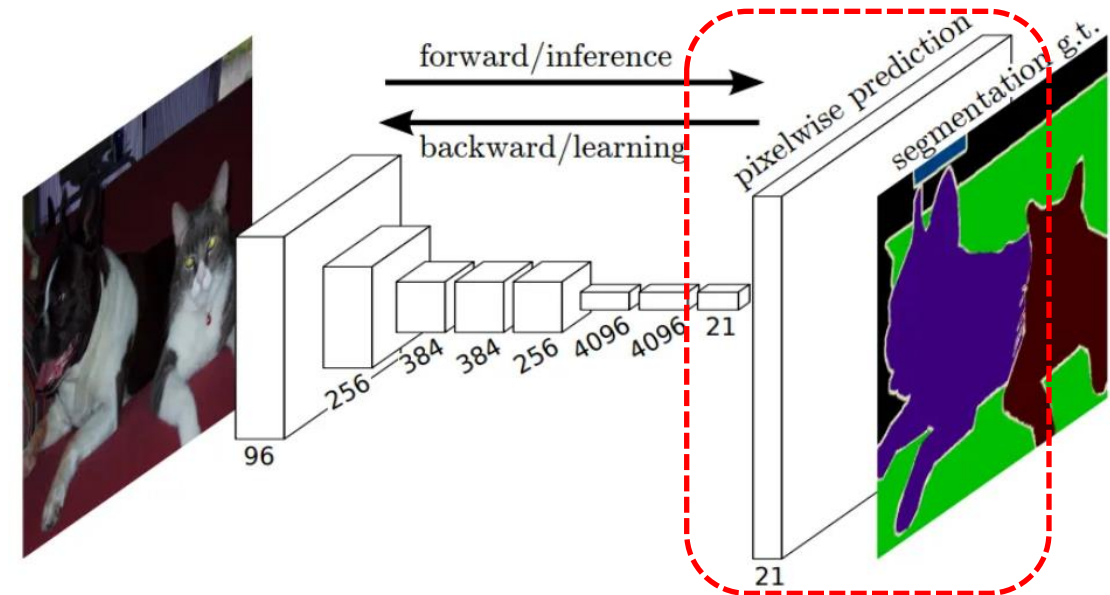 forward/inference
backward/learning
pixelwise prediction
segmentation g.t.
96
256
384
384
256
4096
4096
21
21